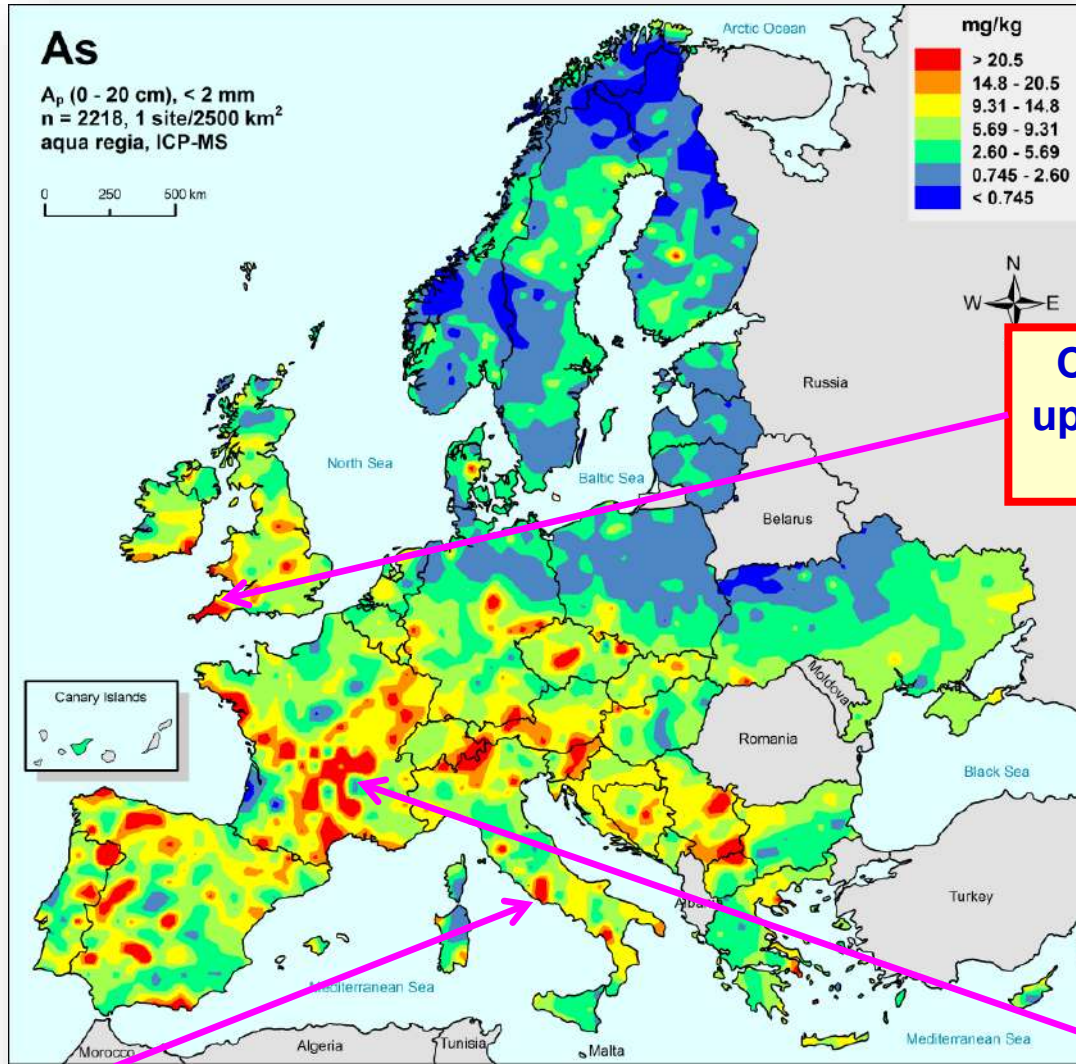 As
Aₚ (0 - 20 cm), < 2 mm
n = 2218, 1 site/2500 km²
aqua regia, ICP-MS
0 250 500 km
mg/kg
> 20.5
14.8 - 20.5
9.31 - 14.8
5.69 - 9.31
2.60 - 5.69
0.745 - 2.60
< 0.745
Arctic Ocean
N
W E
Russia
North Sea
Baltic Sea
Belarus
Canary Islands
Moldova
Romania
Black Sea
Turkey
Mediterranean Sea
Mediterranean Sea
Morocco
Algeria
Tunisia
Malta